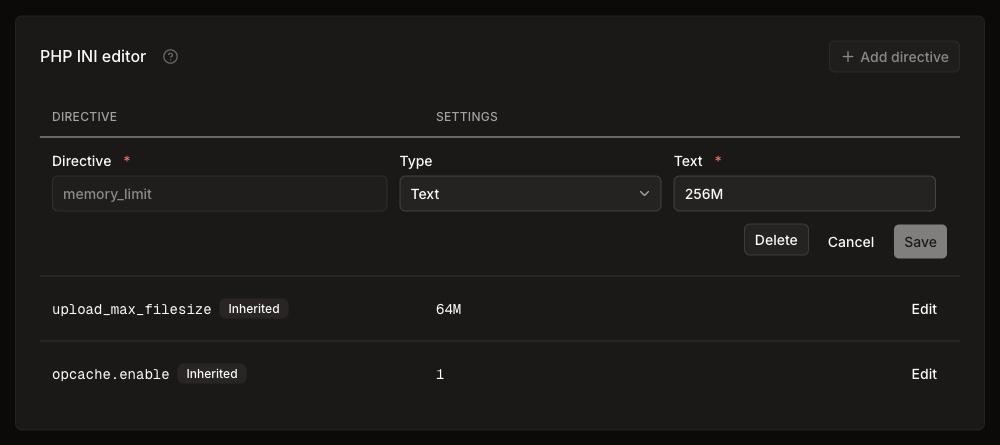 PHP INI editor
+ Add directive
DIRECTIVE SETTINGS
Directive * Type Text *
memory_limit Text 256M
Delete Cancel Save
upload_max_filesize Inherited 64M Edit
opcache.enable Inherited 1 Edit